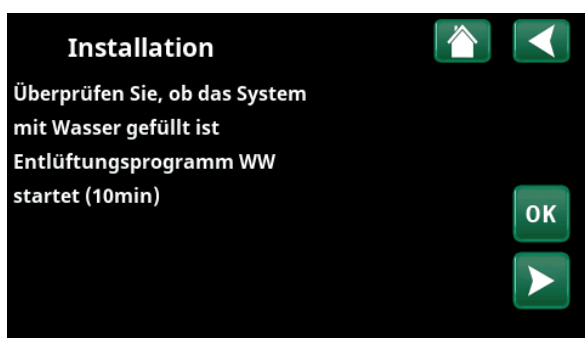 Installation
Überprüfen Sie, ob das System
mit Wasser gefüllt ist
Entlüftungsprogramm WW
startet (10min)
OK